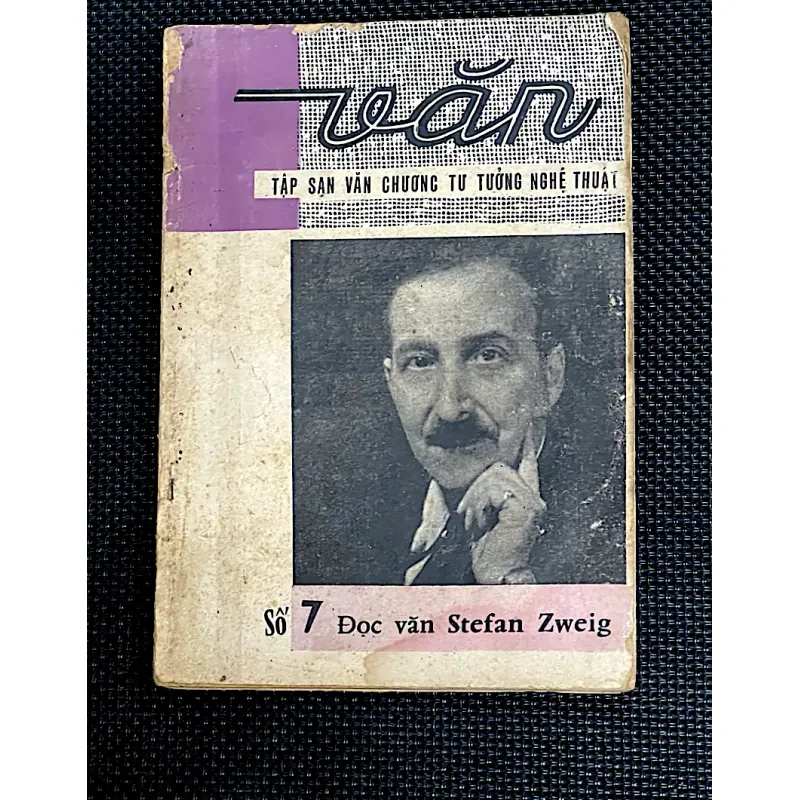 văn
TẬP SAN VĂN CHƯƠNG TƯ TƯỞNG NGHỆ THUẬT
Số 7 Đọc văn Stefan Zweig